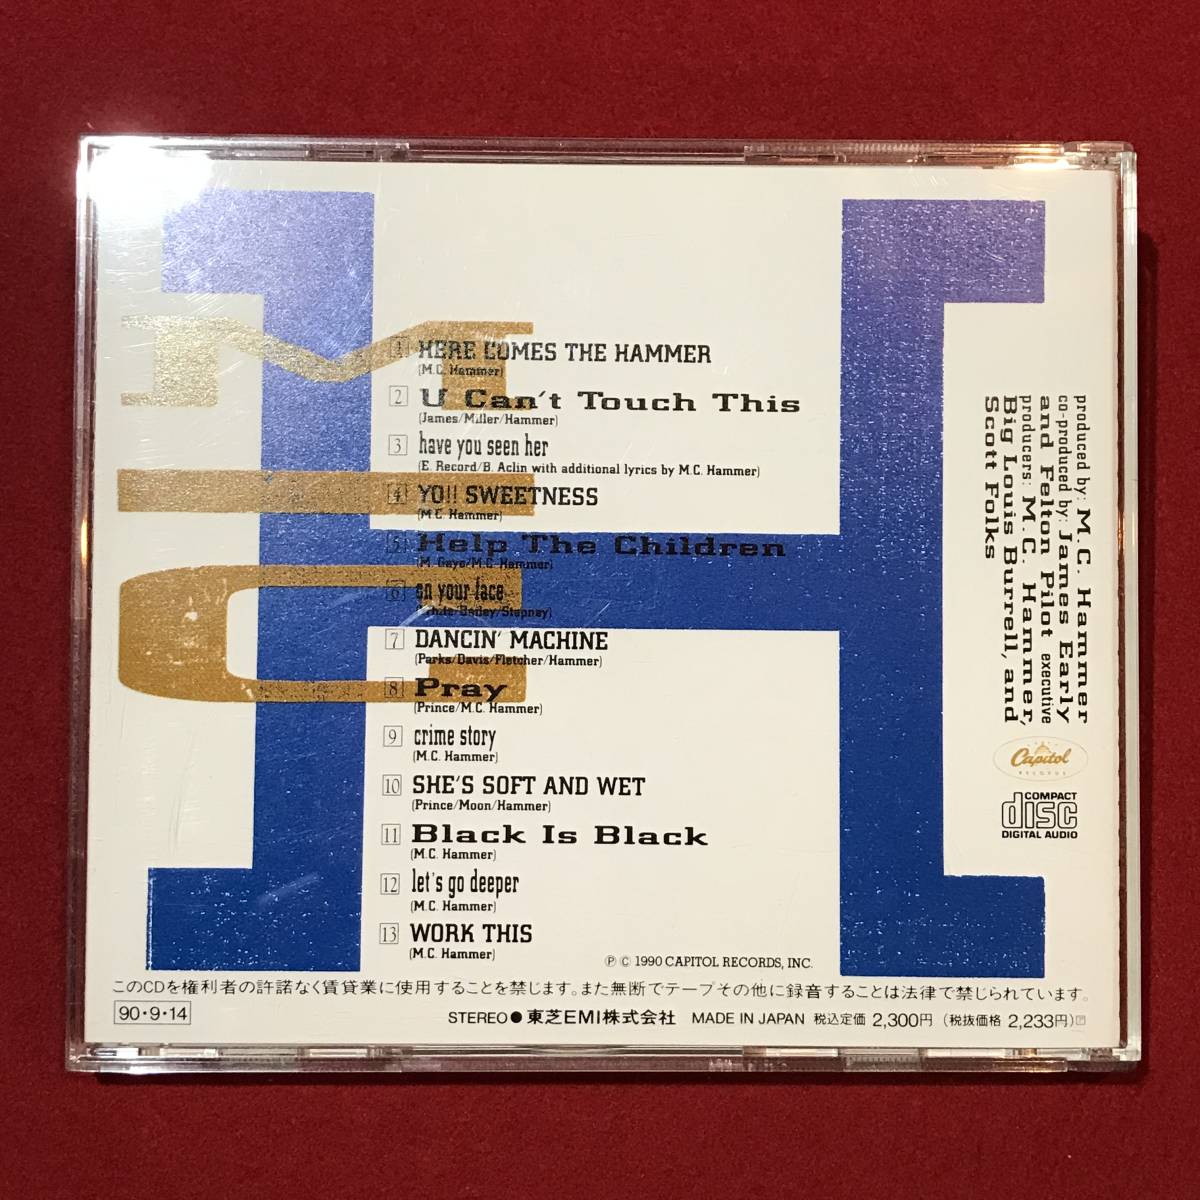 M.C.
H
1 HERE COMES THE HAMMER
(M.C. Hammer)
2 U Can't Touch This
(James/Miller/Hammer)
3 have you seen her
(E. Record/B. Aclin with additional lyrics by M.C. Hammer)
4 YO!! SWEETNESS
(M.C. Hammer)
5 Help The Children
(M. Gaye/M.C. Hammer)
6 on your face
(White/Bailey/Stepney)
7 DANCIN' MACHINE
(Parks/Davis/Fletcher/Hammer)
8 Pray
(Prince/M.C. Hammer)
9 crime story
(M.C. Hammer)
10 SHE'S SOFT AND WET
(Prince/Moon/Hammer)
11 Black Is Black
(M.C. Hammer)
12 let's go deeper
(M.C. Hammer)
13 WORK THIS
(M.C. Hammer)
produced by: M.C. Hammer
co-produced by: James Early
and Felton Pilot executive
producers: M.C. Hammer,
Big Louis Burrell, and
Scott Folks
Capitol
RECORDS
COMPACT
disc
DIGITAL AUDIO
Ⓟ © 1990 CAPITOL RECORDS, INC.
このCDを権利者の許諾なく賃貸業に使用することを禁じます。また無断でテープその他に録音することは法律で禁じられています。
90・9・14
STEREO ● 東芝EMI株式会社 MADE IN JAPAN 税込定価 2,300円 (税抜価格 2,233円)